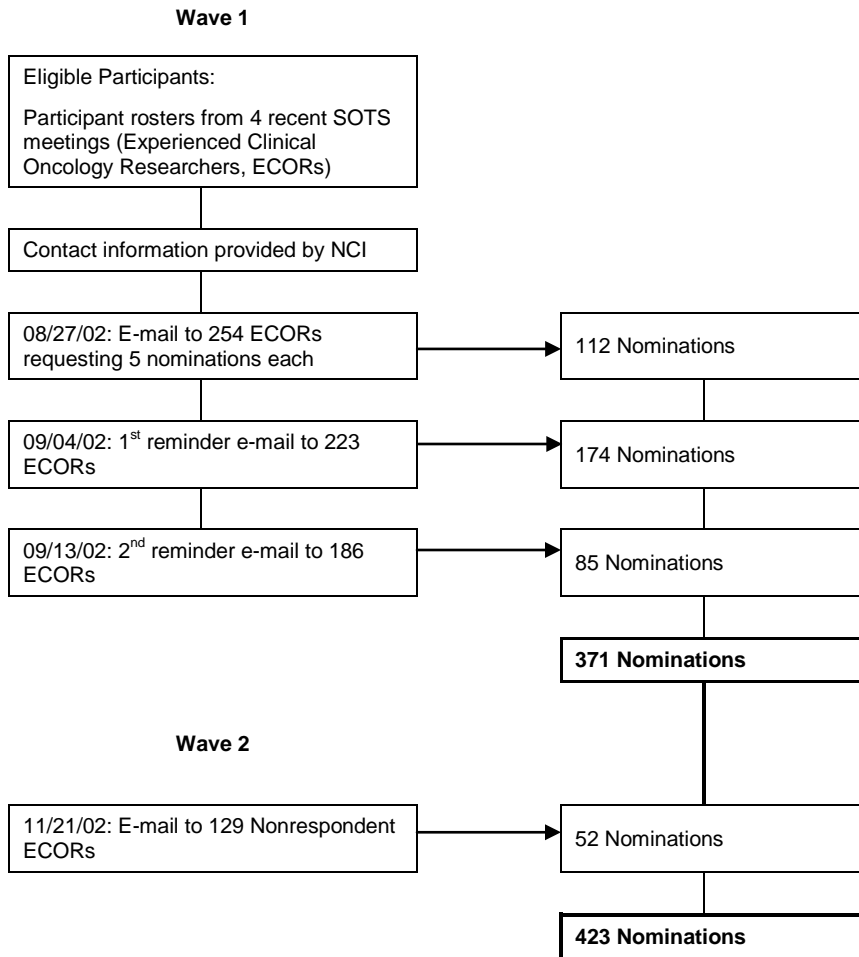 Wave 1
Eligible Participants:
Participant rosters from 4 recent SOTS
meetings (Experienced Clinical
Oncology Researchers, ECORs)
Contact information provided by NCI
08/27/02: E-mail to 254 ECORs
requesting 5 nominations each
112 Nominations
09/04/02: 1st reminder e-mail to 223
ECORs
174 Nominations
09/13/02: 2nd reminder e-mail to 186
ECORs
85 Nominations
371 Nominations
Wave 2
11/21/02: E-mail to 129 Nonrespondent
ECORs
52 Nominations
423 Nominations